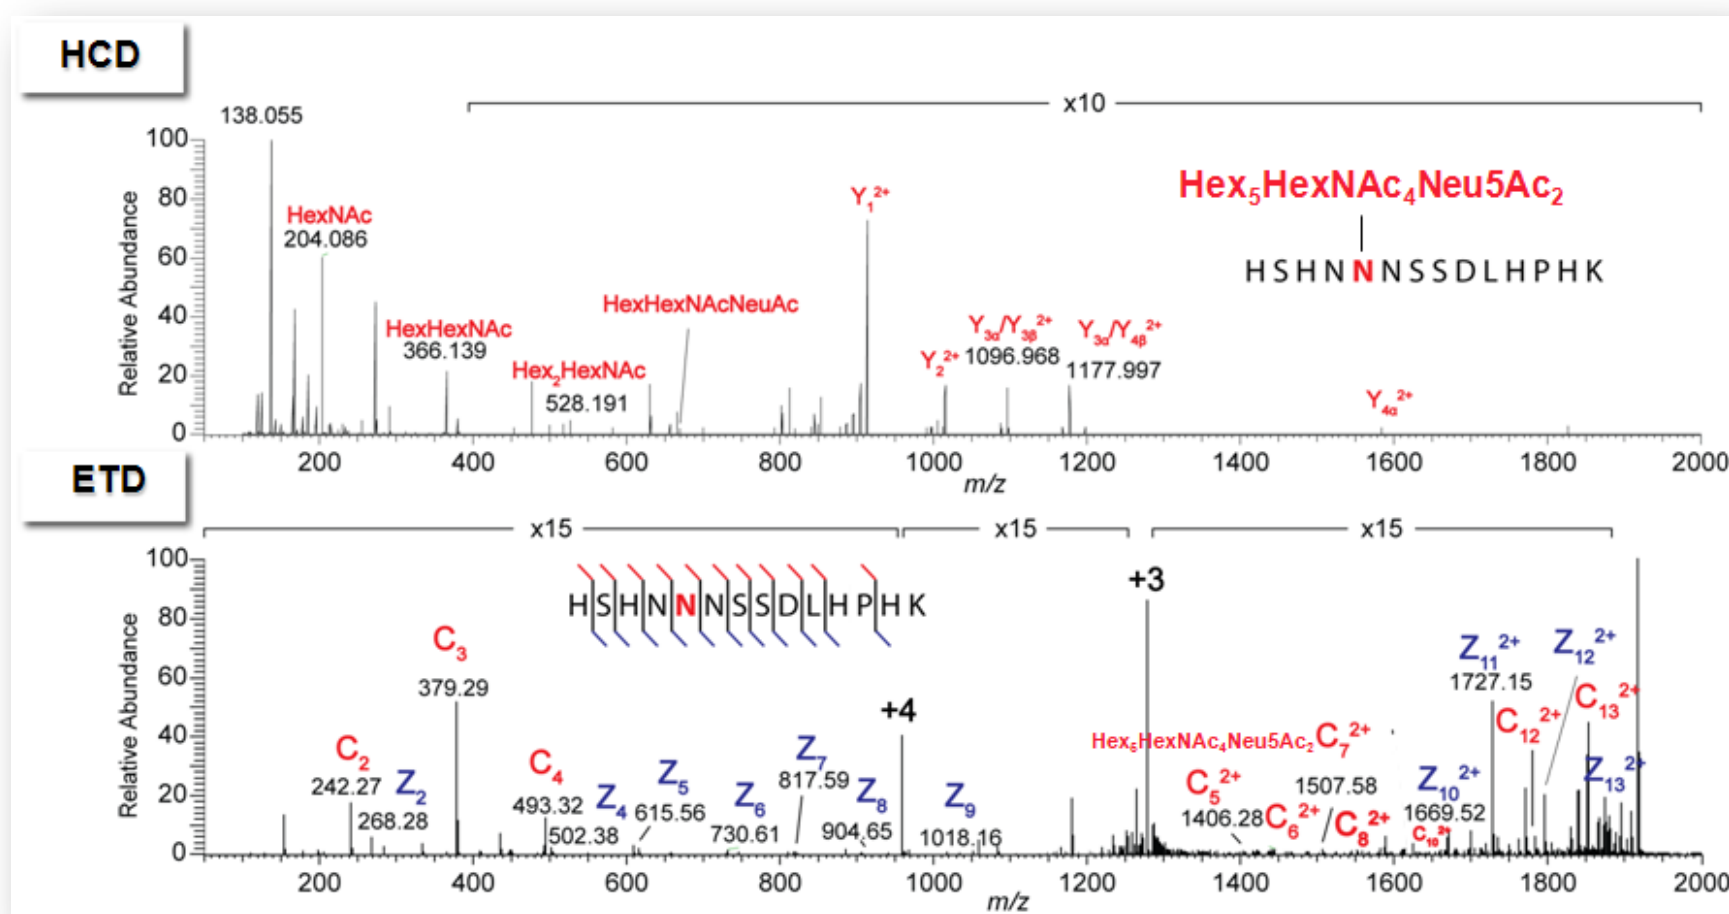 HCD
138.055
x10
100
80
60
40
20
0
Relative Abundance
HexNAc
204.086
HexHexNAc
366.139
Hex₂HexNAc
528.191
HexHexNAcNeuAc
Y₁²⁺
Y₂²⁺
Y₃α/Y₃β²⁺
1096.968
Y₃α/Y₄β²⁺
1177.997
Y₄α²⁺
Hex₅HexNAc₄Neu5Ac₂
HSHNNNSSDLHPHK
200 400 600 800 1000 1200 1400 1600 1800 2000
m/z
ETD
x15 x15 x15
100
80
60
40
20
0
Relative Abundance
HSHNNNSSDLHPHK
C₂
242.27
Z₂
268.28
C₃
379.29
C₄
493.32
502.38
Z₄
Z₅
615.56
Z₆
730.61
Z₇
817.59
Z₈
904.65
+4
Z₉
1018.16
+3
Hex₅HexNAc₄Neu5Ac₂ C₇²⁺
1507.58
C₅²⁺
1406.28
C₆²⁺
C₈²⁺
Z₁₀²⁺
1669.52
C₁₀²⁺
Z₁₁²⁺
1727.15
C₁₂²⁺
Z₁₂²⁺
C₁₃²⁺
Z₁₃²⁺
200 400 600 800 1000 1200 1400 1600 1800 2000
m/z